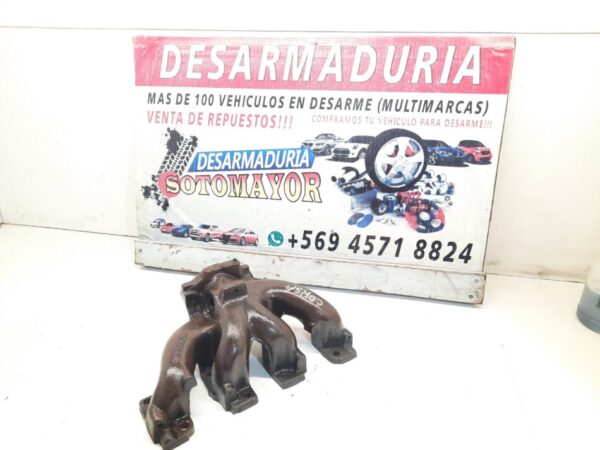 DESARMADURIA
MAS DE 100 VEHICULOS EN DESARME (MULTIMARCAS)
VENTA DE REPUESTOS!!!
COMPRAMOS TU VEHÍCULO PARA DESARME!!!
DESARMADURIA
SOTOMAYOR
+569 4571 8824